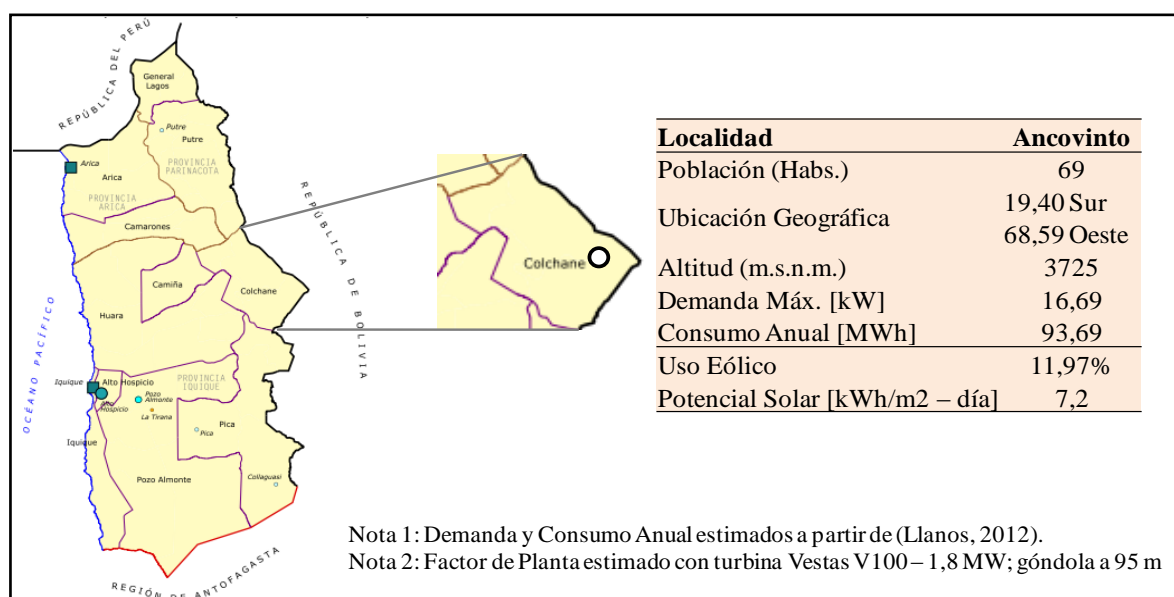 REPÚBLICA DEL PERÚ
General
Lagos
Putre
Putre
PROVINCIA
PARINACOTA
Arica
Arica
PROVINCIA
ARICA
Camarones
REPÚBLICA DE BOLIVIA
Camiña
Colchane
Huara
OCÉANO PACÍFICO
PROVINCIA
IQUIQUE
Iquique
Alto Hospicio
Alto
Hospicio
Pozo
Almonte
La Tirana
Iquique
Pica
Pica
Pozo Almonte
Collaguasi
REGIÓN DE ANTOFAGASTA
Colchane
Localidad Ancovinto
Población (Habs.) 69
Ubicación Geográfica 19,40 Sur
68,59 Oeste
Altitud (m.s.n.m.) 3725
Demanda Máx. [kW] 16,69
Consumo Anual [MWh] 93,69
Uso Eólico 11,97%
Potencial Solar [kWh/m2 – día] 7,2
Nota 1: Demanda y Consumo Anual estimados a partir de (Llanos, 2012).
Nota 2: Factor de Planta estimado con turbina Vestas V100 – 1,8 MW; góndola a 95 m